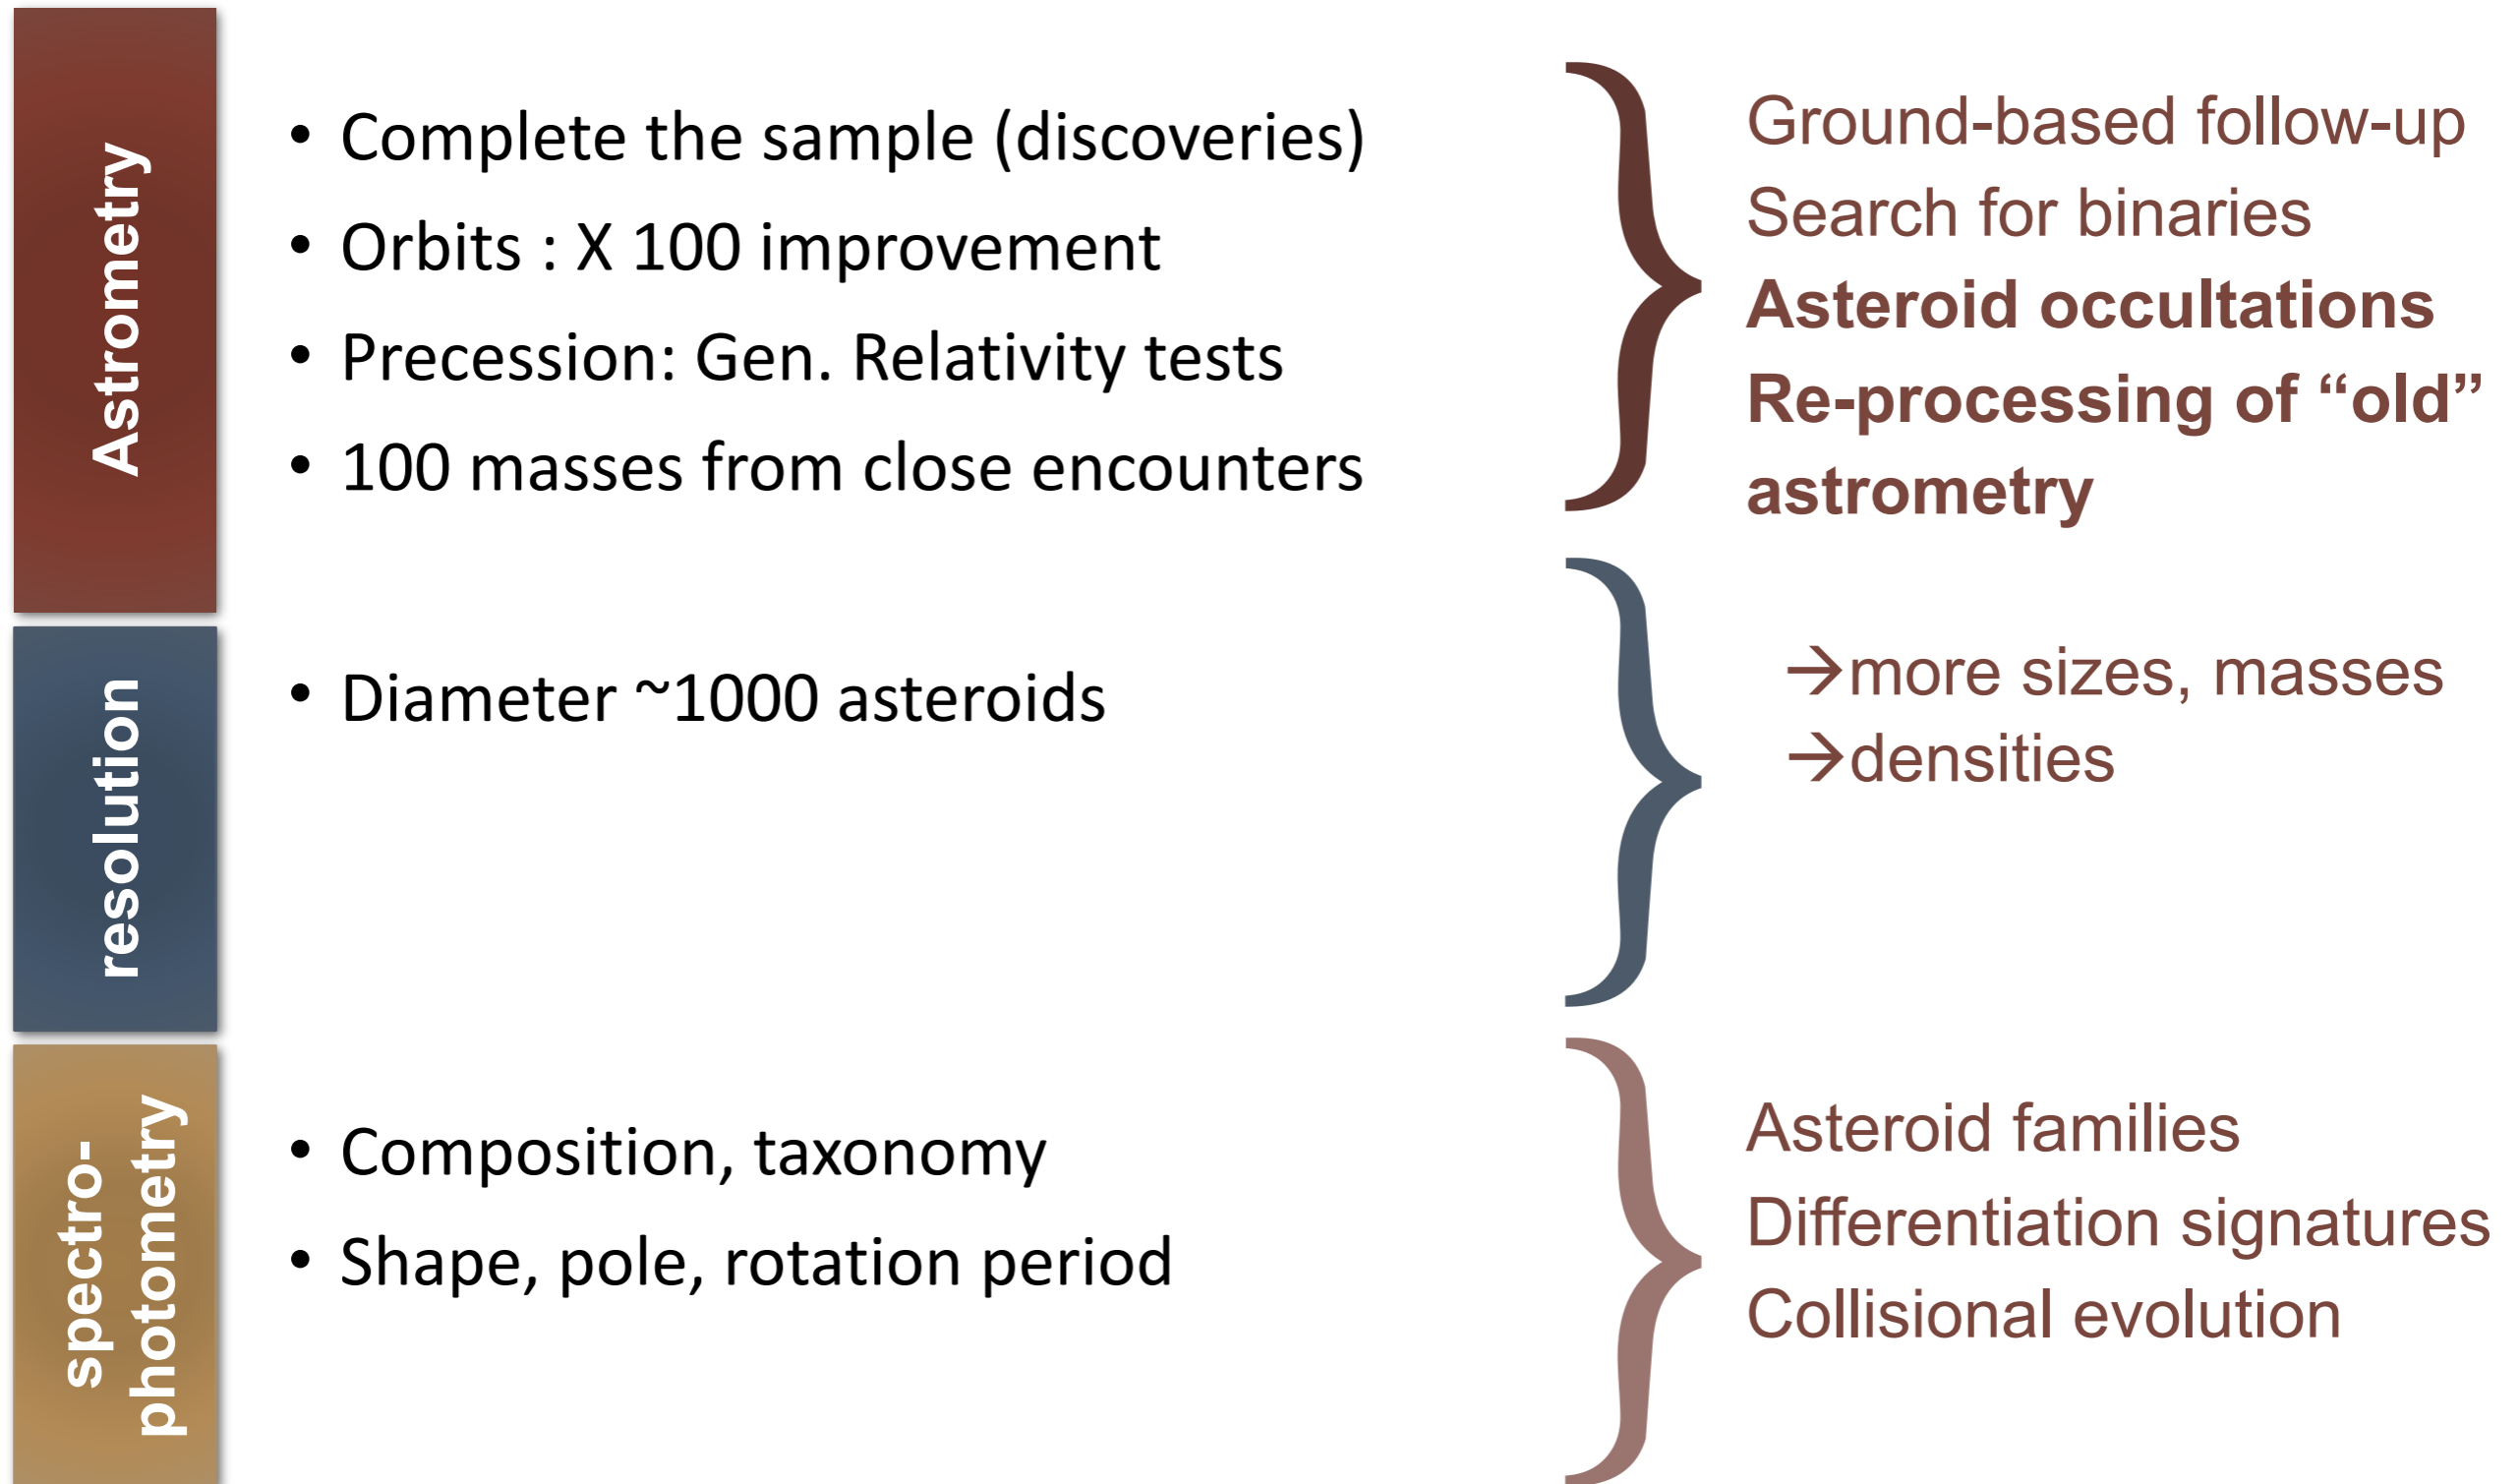 Astrometry
• Complete the sample (discoveries)
• Orbits : X 100 improvement
• Precession: Gen. Relativity tests
• 100 masses from close encounters
Ground-based follow-up
Search for binaries
Asteroid occultations
Re-processing of “old”
astrometry
resolution
• Diameter ~1000 asteroids
→more sizes, masses
→densities
spectro-
photometry
• Composition, taxonomy
• Shape, pole, rotation period
Asteroid families
Differentiation signatures
Collisional evolution